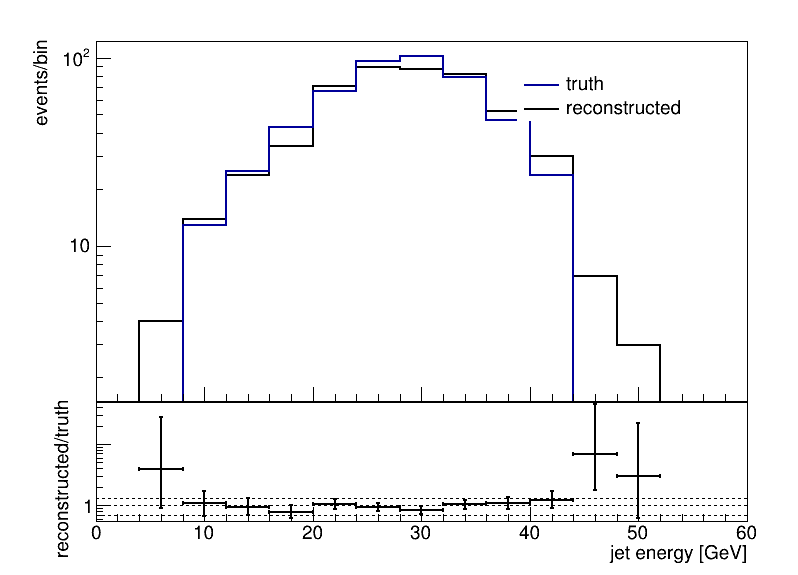 events/bin
10²
10
truth
reconstructed
reconstructed/truth
1
0 10 20 30 40 50 60
jet energy [GeV]